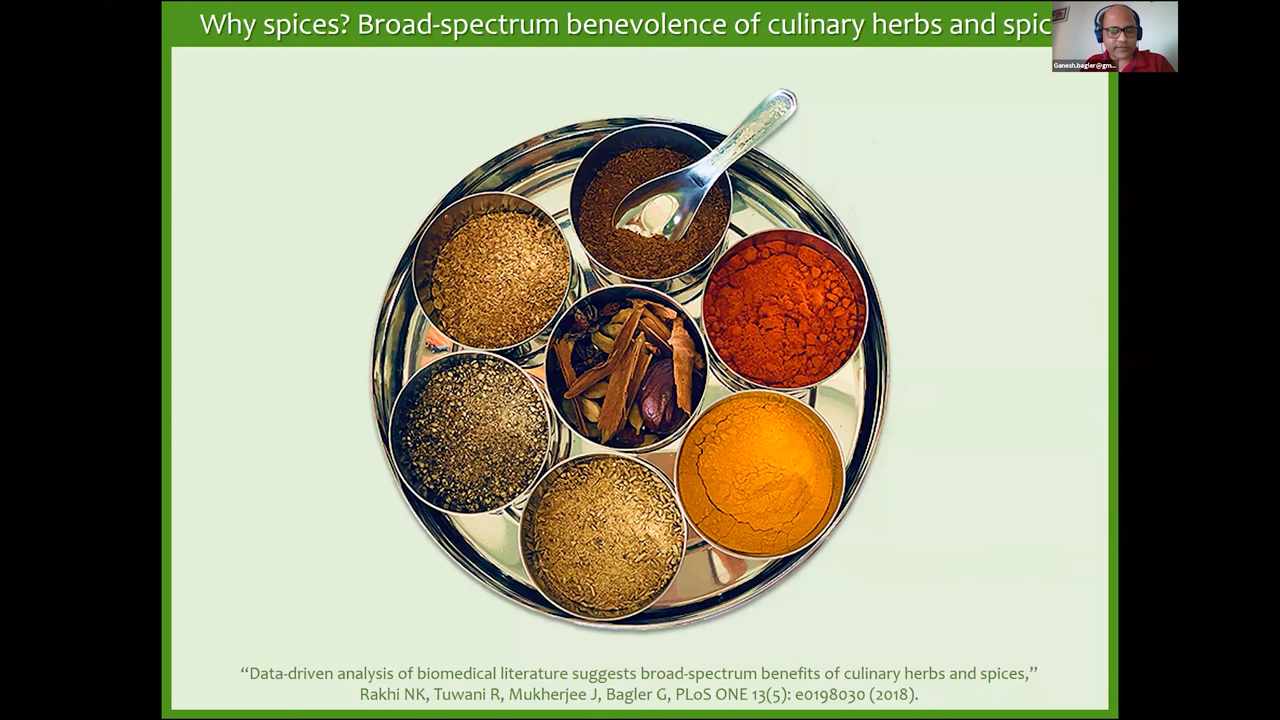 Why spices? Broad-spectrum benevolence of culinary herbs and spic
Ganesh.bagler@gm...
“Data-driven analysis of biomedical literature suggests broad-spectrum benefits of culinary herbs and spices,”
Rakhi NK, Tuwani R, Mukherjee J, Bagler G, PLoS ONE 13(5): e0198030 (2018).